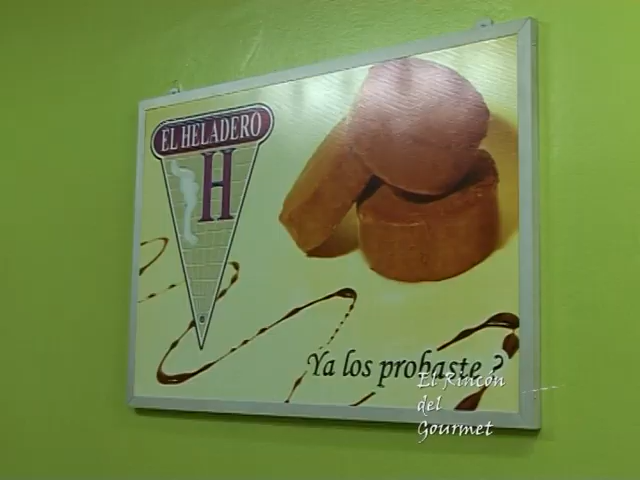 EL HELADERO
H
Ya los probaste ?
El Rincón
del
Gourmet